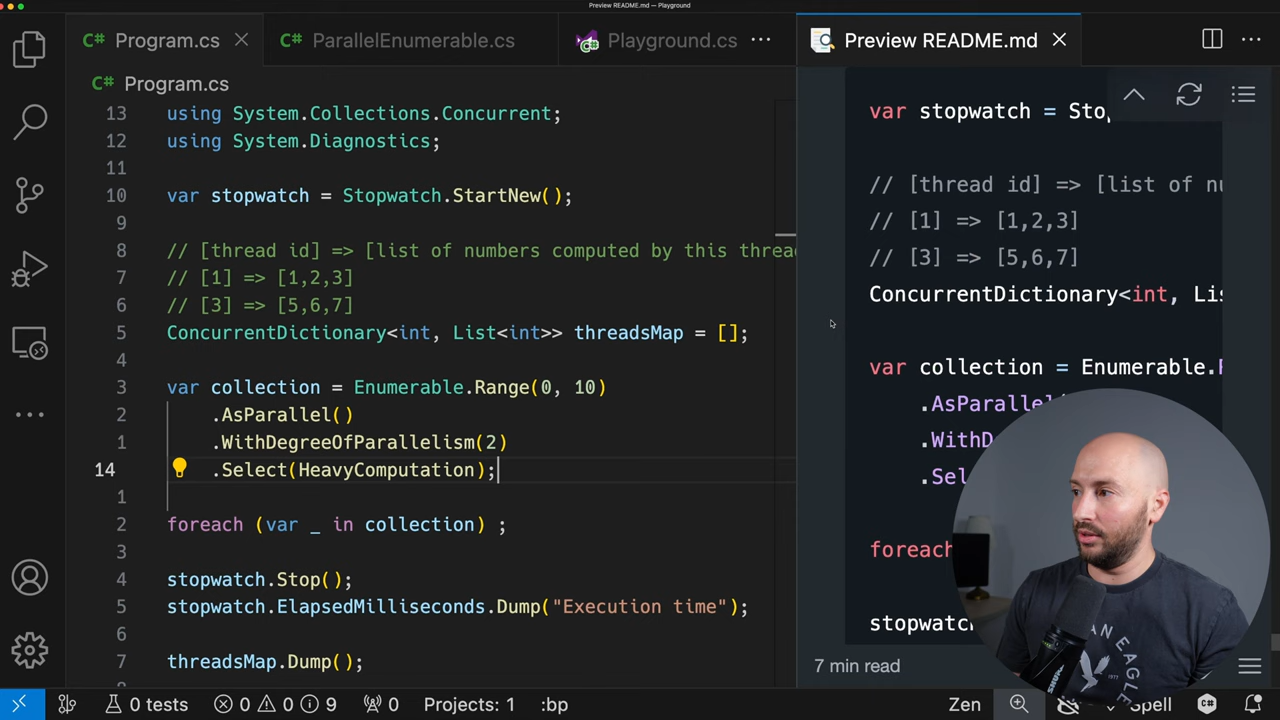 Preview README.md — Playground
Program.cs
ParallelEnumerable.cs
Playground.cs
Preview README.md
Program.cs
13 using System.Collections.Concurrent;
12 using System.Diagnostics;
11
10 var stopwatch = Stopwatch.StartNew();
9
8 // [thread id] => [list of numbers computed by this threa
7 // [1] => [1,2,3]
6 // [3] => [5,6,7]
5 ConcurrentDictionary<int, List<int>> threadsMap = [];
4
3 var collection = Enumerable.Range(0, 10)
2 .AsParallel()
1 .WithDegreeOfParallelism(2)
14 .Select(HeavyComputation);
1
2 foreach (var _ in collection) ;
3
4 stopwatch.Stop();
5 stopwatch.ElapsedMilliseconds.Dump("Execution time");
6
7 threadsMap.Dump();
var stopwatch = Sto
// [thread id] => [list of nu
// [1] => [1,2,3]
// [3] => [5,6,7]
ConcurrentDictionary<int, Lis
var collection = Enumerable.R
.AsParallel
.WithD
.Sel
foreach
stopwatc
7 min read
AN EAGLE
1977
0 tests
0
0
9
0
Projects: 1
:bp
Zen
Spell